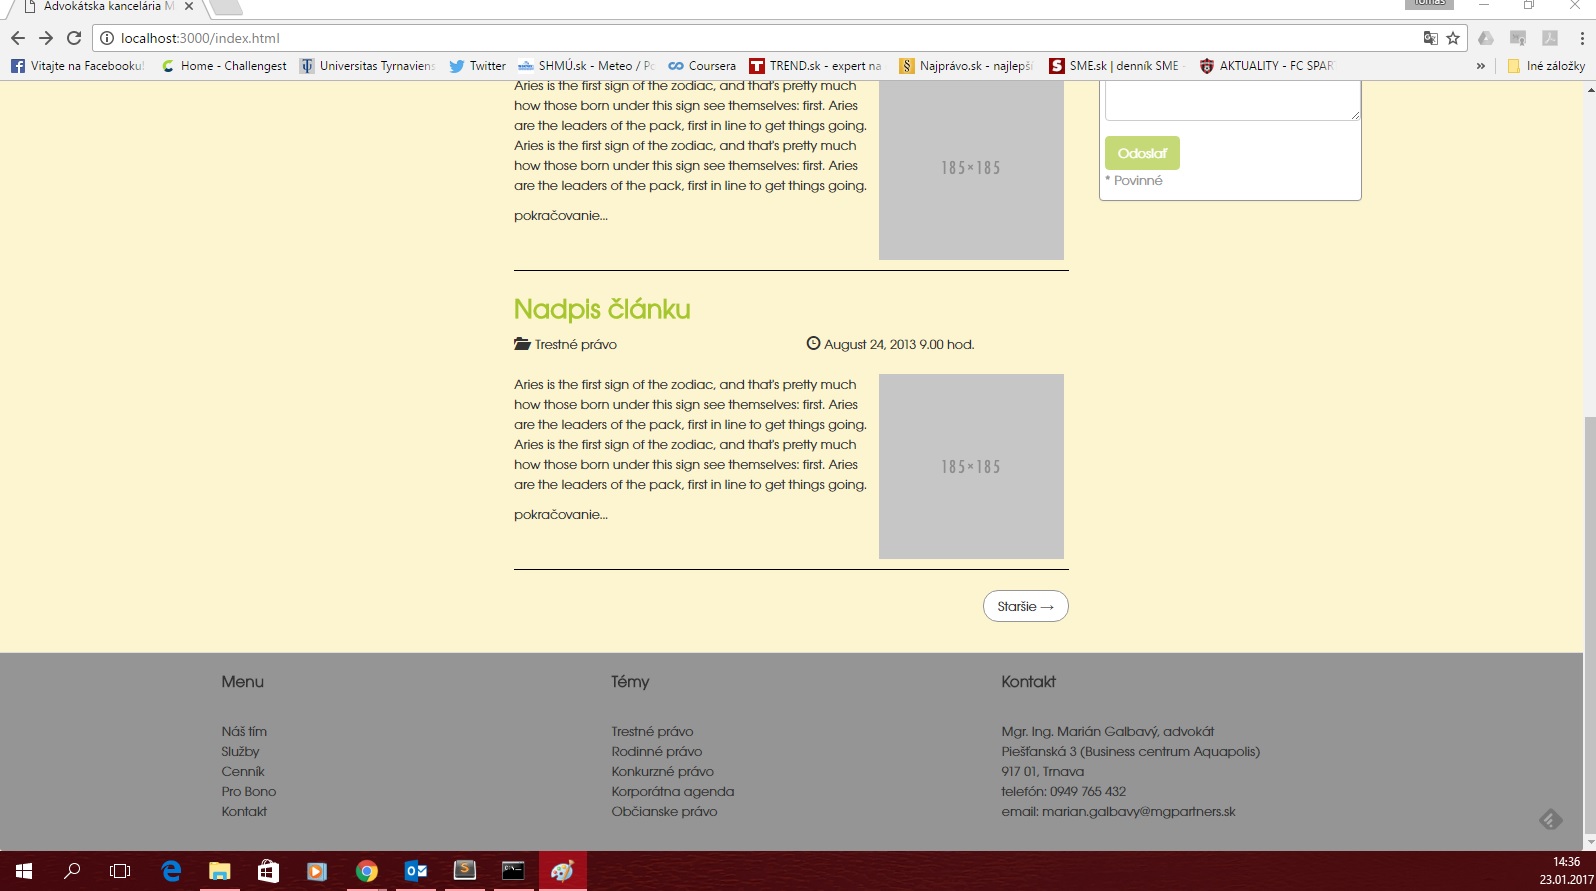 Advokátska kancelária M
Tomáš
localhost:3000/index.html
Vitajte na Facebooku! Home - Challengest Universitas Tyrnaviens Twitter SHMÚ.sk - Meteo / Po Coursera TREND.sk - expert na Najprávo.sk - najlepší SME.sk | denník SME - AKTUALITY - FC SPAR » Iné záložky
Aries is the first sign of the zodiac, and that's pretty much
how those born under this sign see themselves: first. Aries
are the leaders of the pack, first in line to get things going.
Aries is the first sign of the zodiac, and that's pretty much
how those born under this sign see themselves: first. Aries
are the leaders of the pack, first in line to get things going.
pokračovanie...
185×185
Odoslať
* Povinné
Nadpis článku
Trestné právo
August 24, 2013 9.00 hod.
Aries is the first sign of the zodiac, and that's pretty much
how those born under this sign see themselves: first. Aries
are the leaders of the pack, first in line to get things going.
Aries is the first sign of the zodiac, and that's pretty much
how those born under this sign see themselves: first. Aries
are the leaders of the pack, first in line to get things going.
pokračovanie...
185×185
Staršie →
Menu
Náš tím
Služby
Cenník
Pro Bono
Kontakt
Témy
Trestné právo
Rodinné právo
Konkurzné právo
Korporátna agenda
Občianske právo
Kontakt
Mgr. Ing. Marián Galbavý, advokát
Piešťanská 3 (Business centrum Aquapolis)
917 01, Trnava
telefón: 0949 765 432
email: marian.galbavy@mgpartners.sk
14:36
23.01.2017